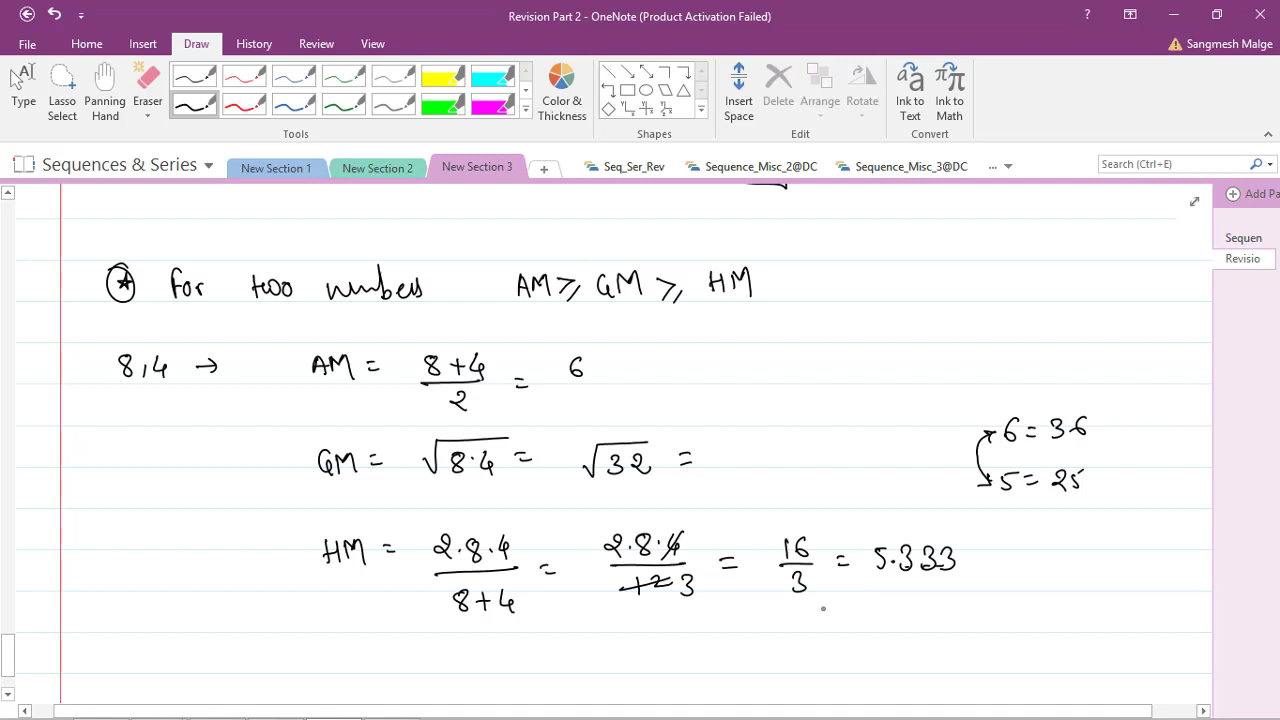 Revision Part 2 - OneNote (Product Activation Failed)
File Home Insert Draw History Review View Sangmesh Malge
Type Lasso Select Panning Hand Eraser Color & Thickness Insert Space Delete Arrange Rotate Ink to Text Ink to Math
Tools Shapes Edit Convert
Sequences & Series New Section 1 New Section 2 New Section 3 Seq_Ser_Rev Sequence_Misc_2@DC Sequence_Misc_3@DC ... Search (Ctrl+E)
Add Pa
Sequen
Revisio
For two numbers AM ⩾ GM ⩾ HM
8,4 → AM = 8+4/2 = 6
6 = 36
GM = √8·4 = √32 =
5 = 25
HM = 2·8·4/8+4 = 2·8·4/12 3 = 16/3 = 5.333